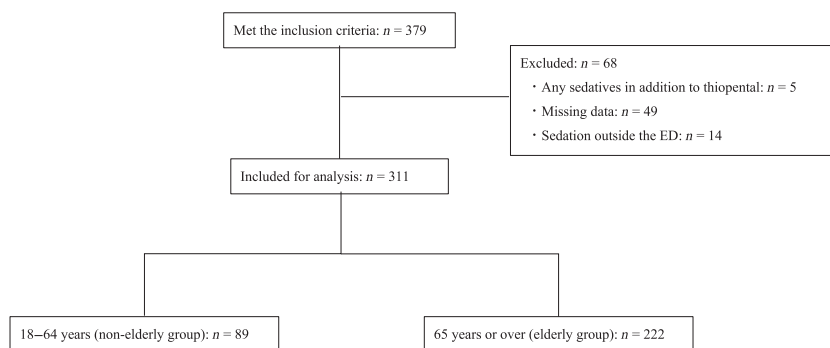 Met the inclusion criteria: n = 379
Excluded: n = 68
・Any sedatives in addition to thiopental: n = 5
・Missing data: n = 49
・Sedation outside the ED: n = 14
Included for analysis: n = 311
18–64 years (non-elderly group): n = 89
65 years or over (elderly group): n = 222